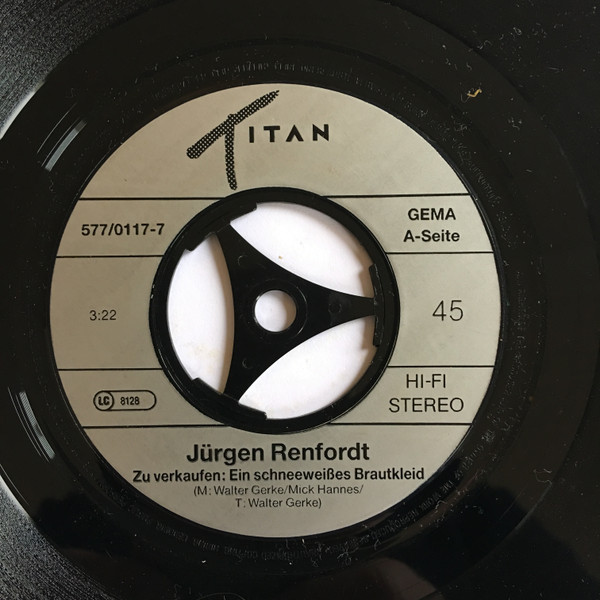 TITAN
577/0117-7
GEMA
A-Seite
3:22
45
LC 8128
HI-FI
STEREO
Jürgen Renfordt
Zu verkaufen: Ein schneeweißes Brautkleid
(M: Walter Gerke/Mick Hannes/
T: Walter Gerke)